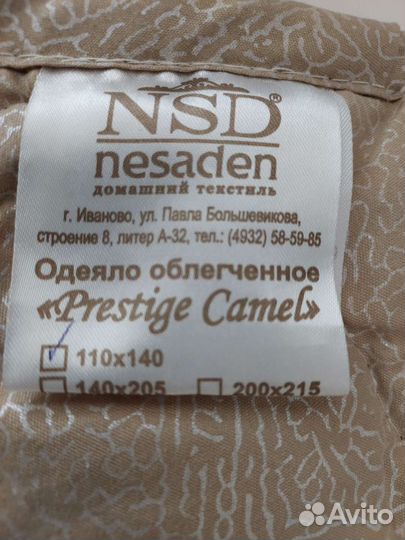 NSD®
nesaden
домашний текстиль
г. Иваново, ул. Павла Большевикова,
строение 8, литер А-32, тел.: (4932) 58-59-85
Одеяло облегченное
«Prestige Camel»
110x140
140x205 200x215
Avito